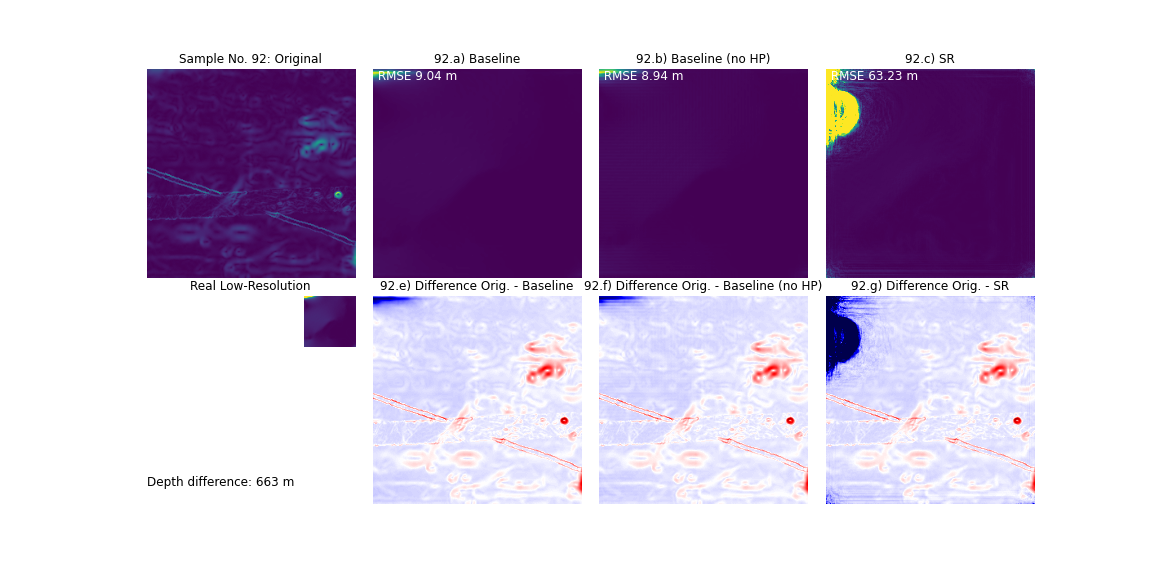 Sample No. 92: Original
92.a) Baseline
92.b) Baseline (no HP)
92.c) SR
RMSE 9.04 m
RMSE 8.94 m
RMSE 63.23 m
Real Low-Resolution
92.e) Difference Orig. - Baseline
92.f) Difference Orig. - Baseline (no HP)
92.g) Difference Orig. - SR
Depth difference: 663 m